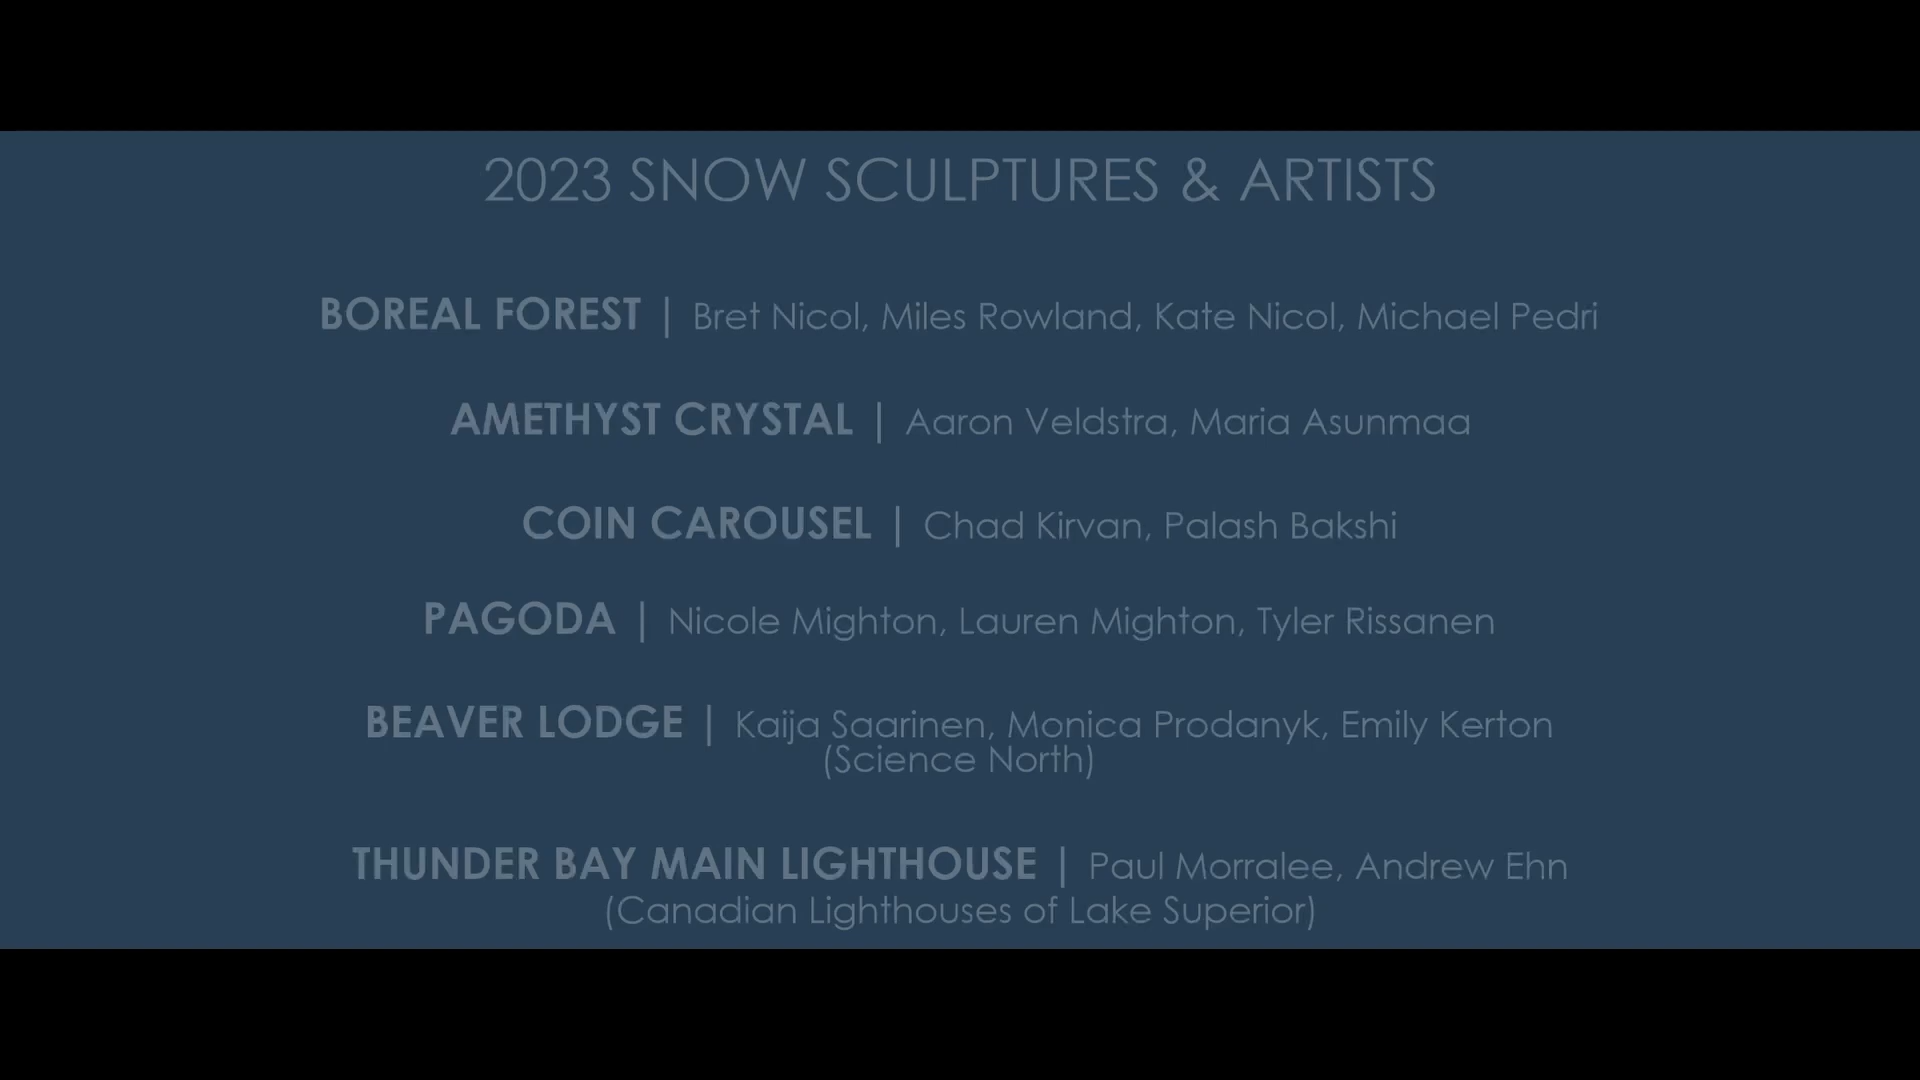 2023 SNOW SCULPTURES & ARTISTS
BOREAL FOREST | Bret Nicol, Miles Rowland, Kate Nicol, Michael Pedri
AMETHYST CRYSTAL | Aaron Veldstra, Maria Asunmaa
COIN CAROUSEL | Chad Kirvan, Palash Bakshi
PAGODA | Nicole Mighton, Lauren Mighton, Tyler Rissanen
BEAVER LODGE | Kaija Saarinen, Monica Prodanyk, Emily Kerton
(Science North)
THUNDER BAY MAIN LIGHTHOUSE | Paul Morralee, Andrew Ehn
(Canadian Lighthouses of Lake Superior)